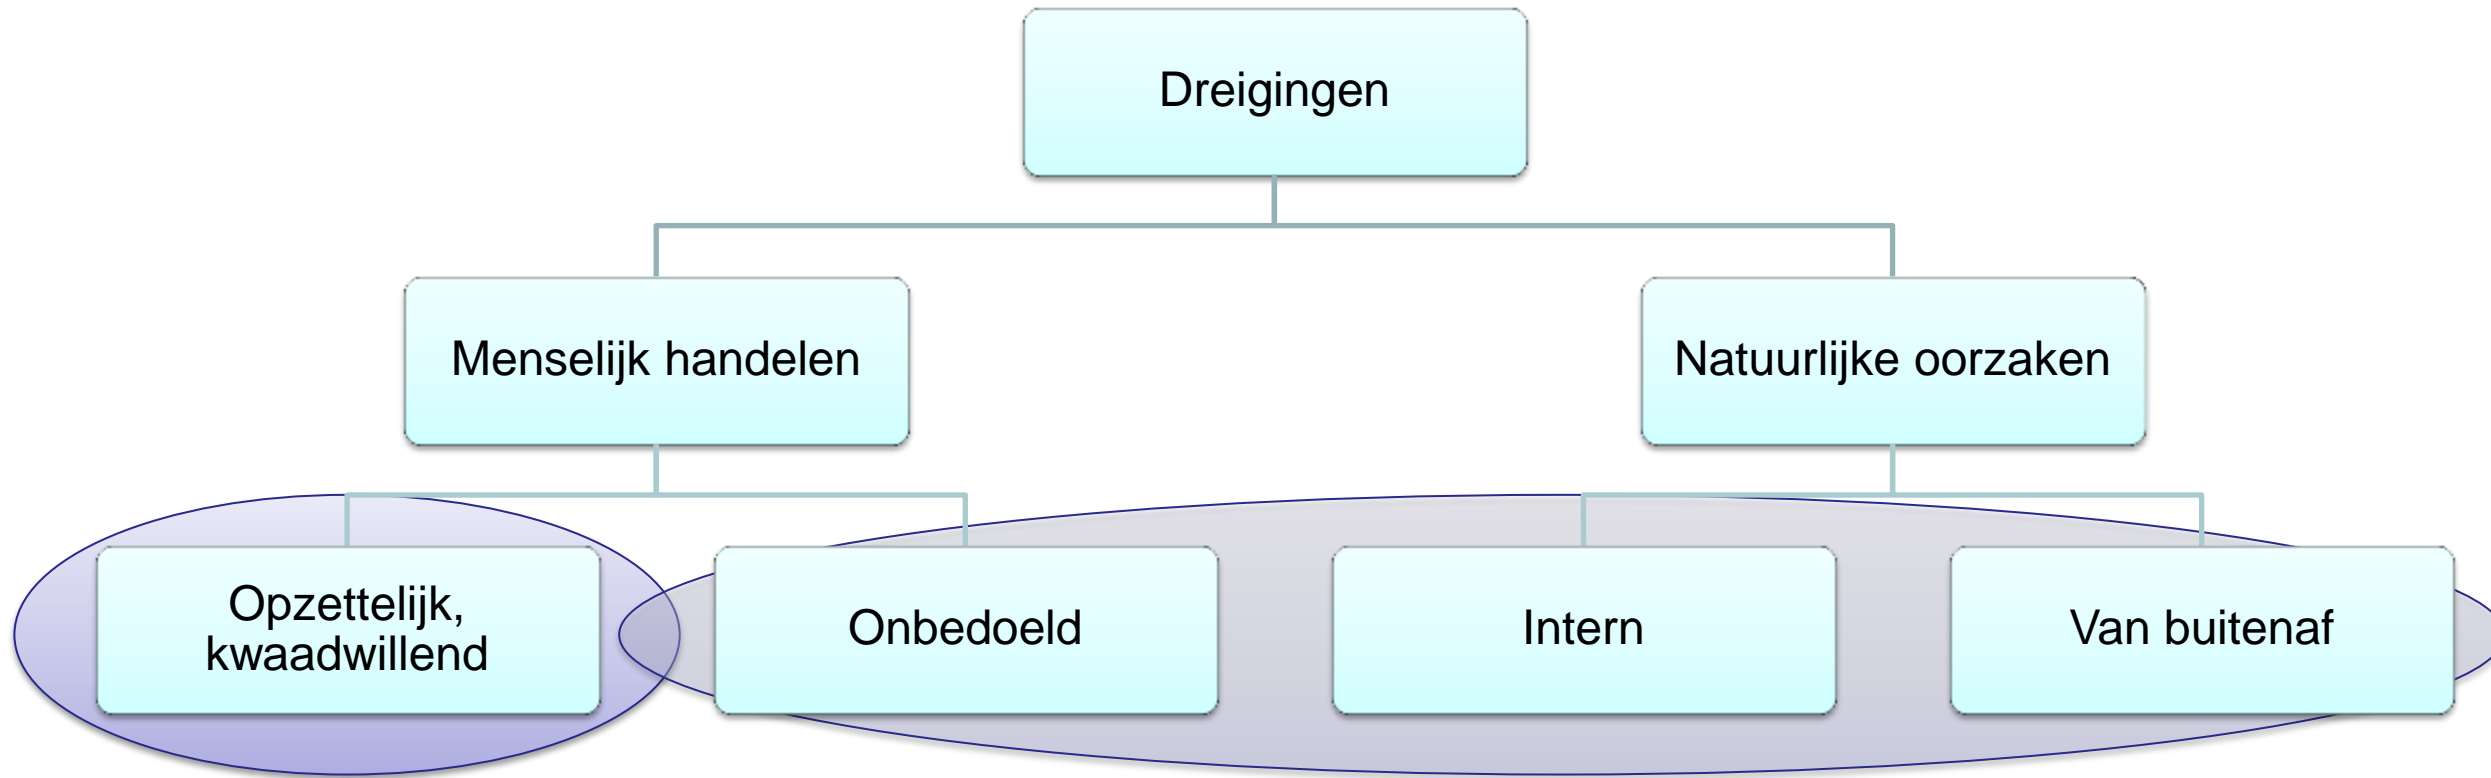 Dreigingen
Menselijk handelen
Natuurlijke oorzaken
Opzettelijk,
kwaadwillend
Onbedoeld
Intern
Van buitenaf